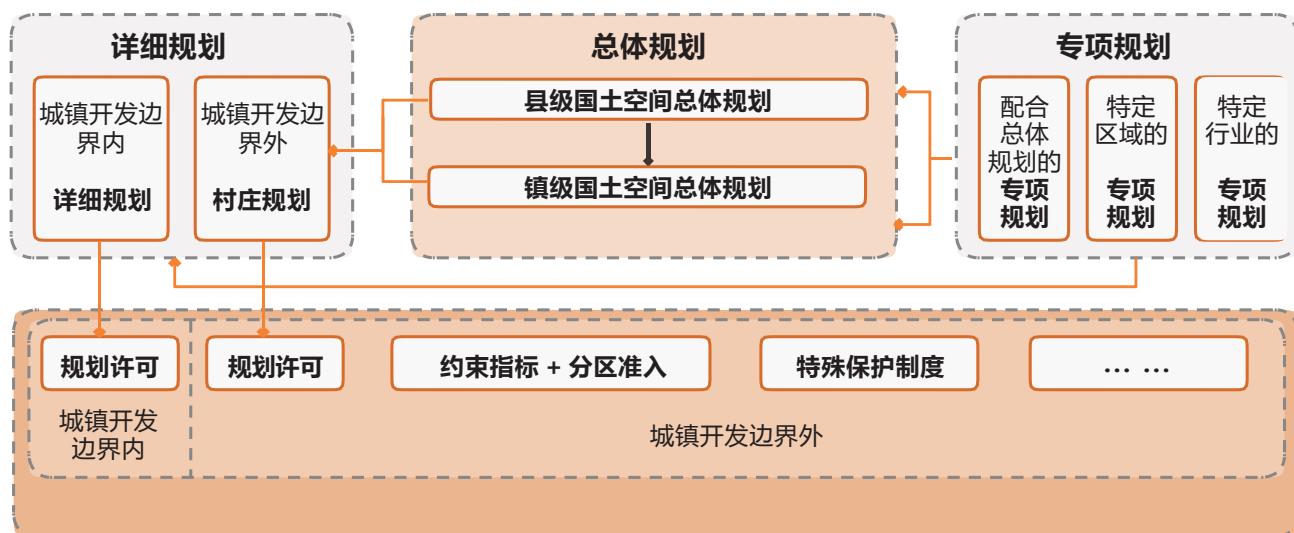 详细规划
城镇开发边
界内
详细规划
城镇开发边
界外
村庄规划
总体规划
县级国土空间总体规划
镇级国土空间总体规划
专项规划
配合
总体
规划的
专项
规划
特定
区域的
专项
规划
特定
行业的
专项
规划
规划许可
规划许可
约束指标 + 分区准入
特殊保护制度
… …
城镇开发
边界内
城镇开发边界外